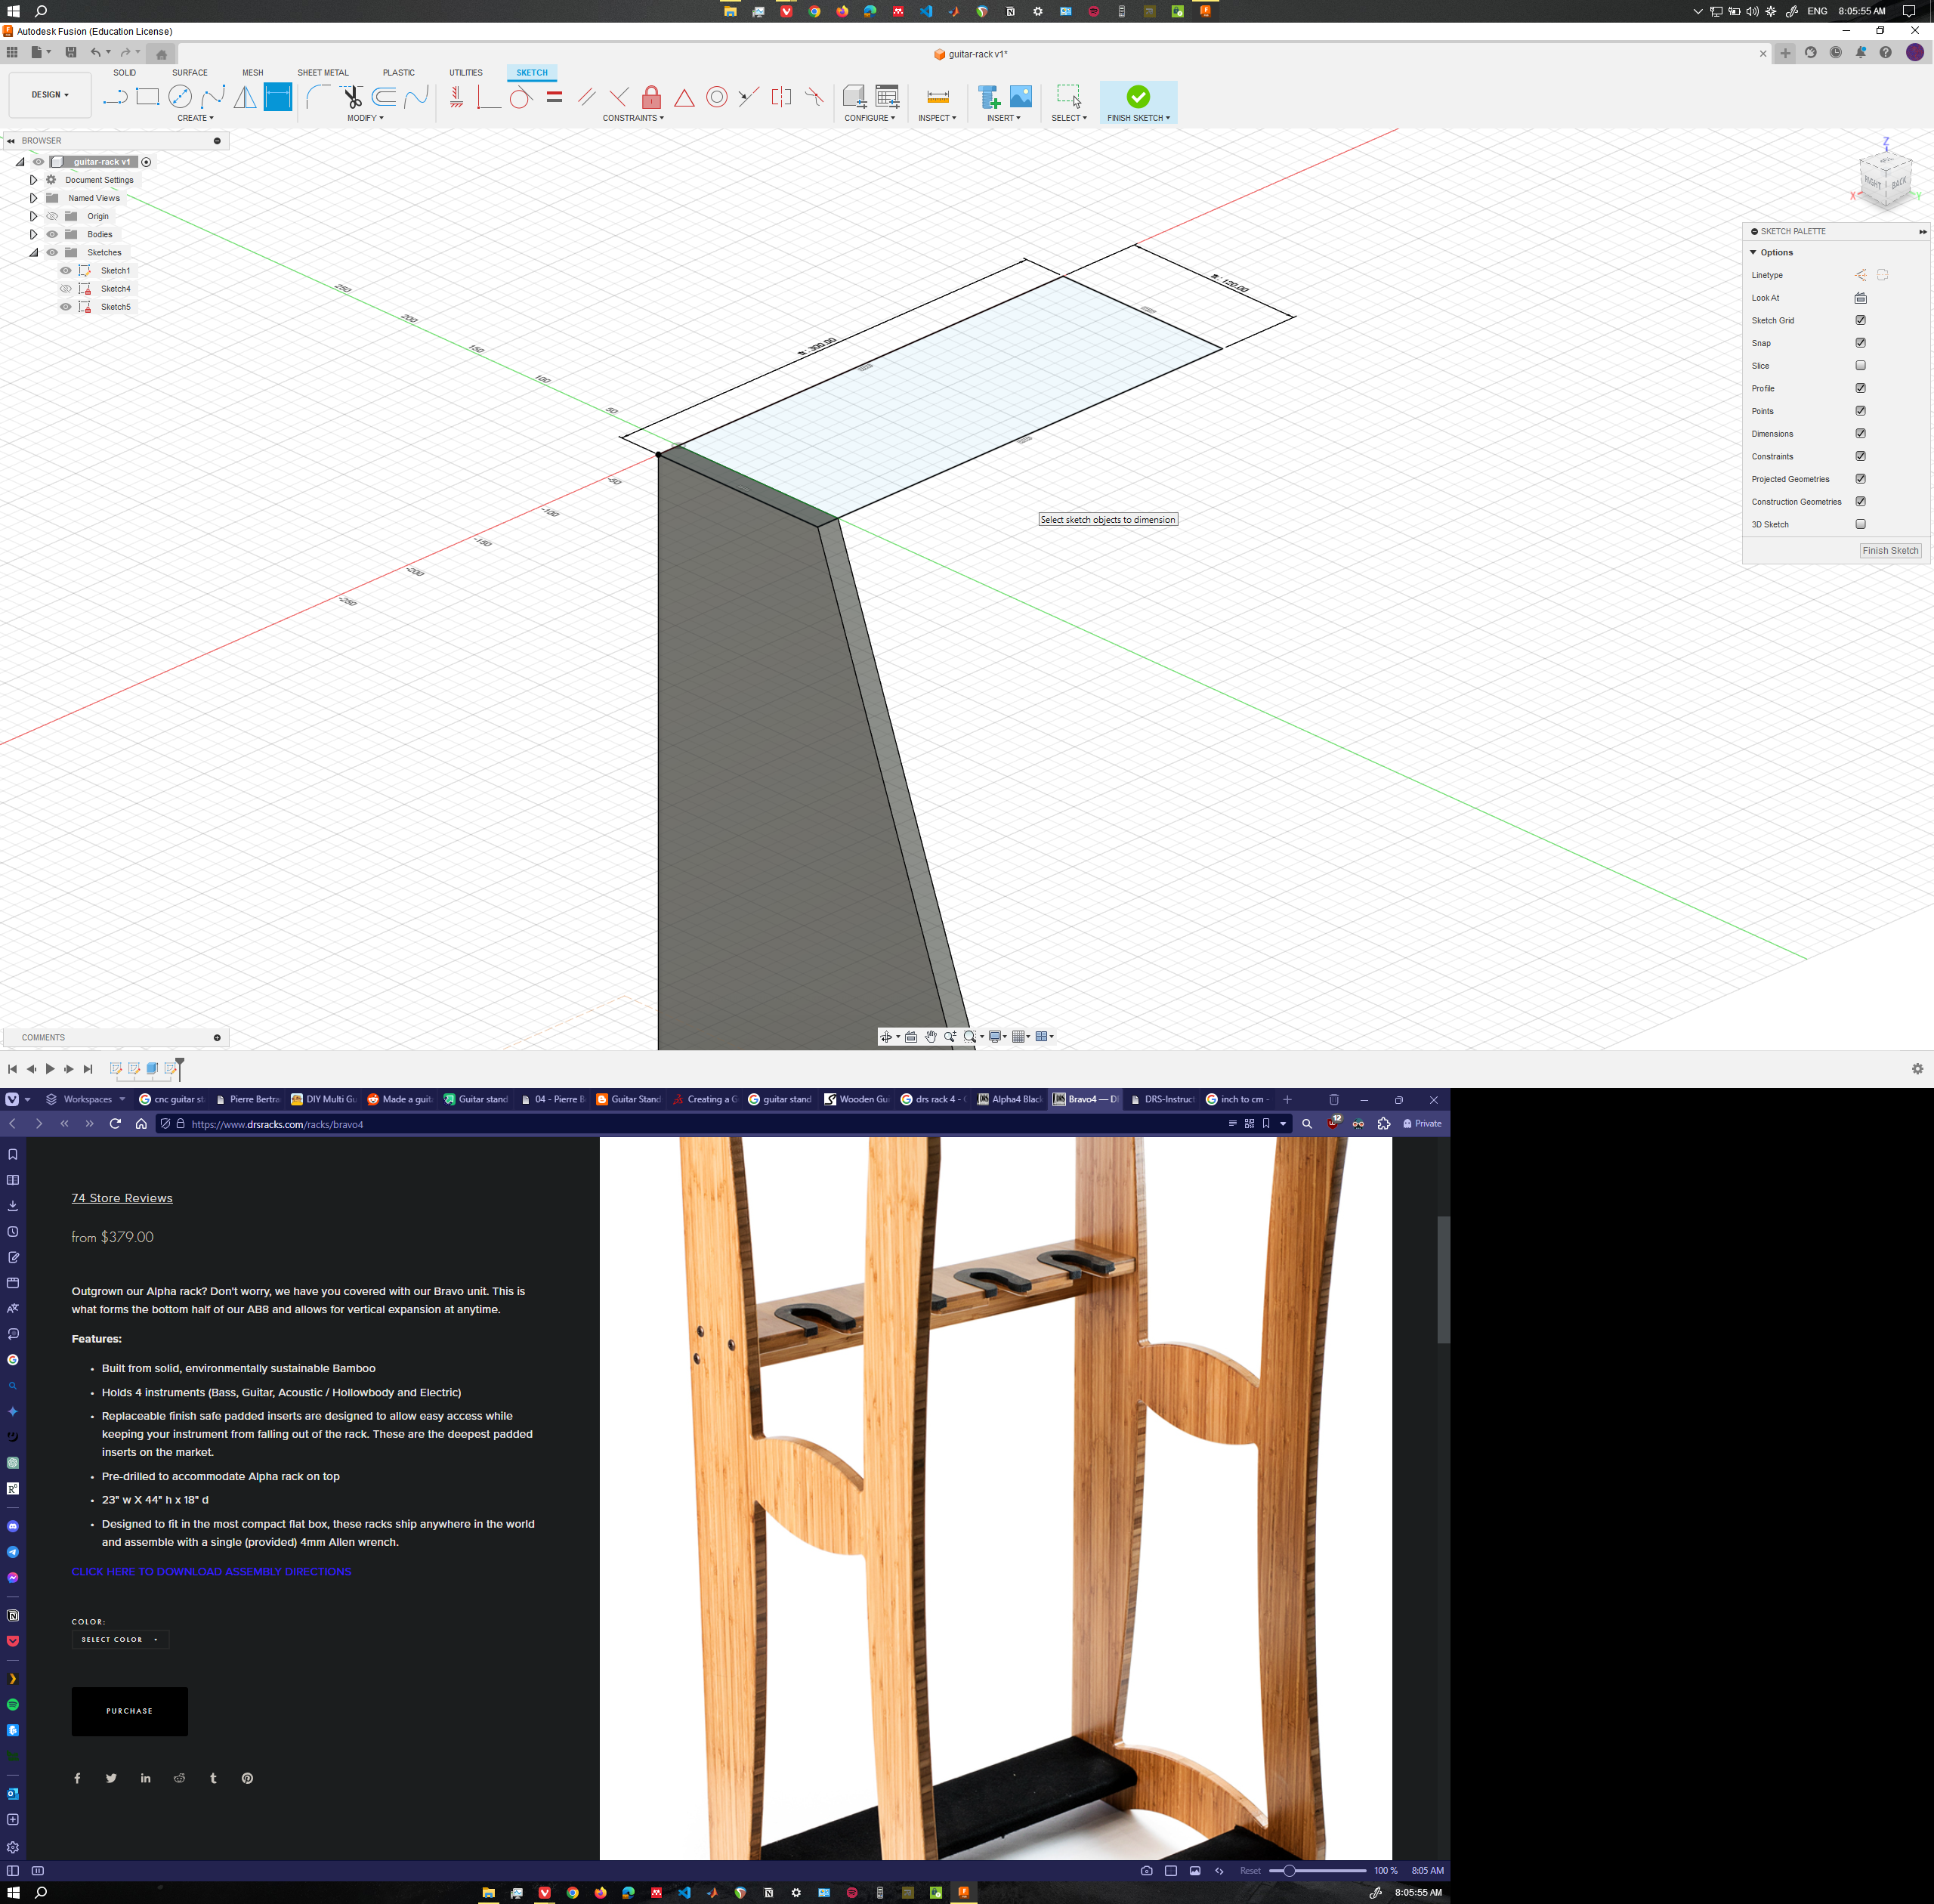 ENG
8:05:55 AM
Autodesk Fusion (Education License)
guitar-rack v1*
DESIGN
SOLID
SURFACE
MESH
SHEET METAL
PLASTIC
UTILITIES
SKETCH
CREATE
MODIFY
CONSTRAINTS
CONFIGURE
INSPECT
INSERT
SELECT
FINISH SKETCH
BROWSER
guitar-rack v1
Document Settings
Named Views
Origin
Bodies
Sketches
Sketch1
Sketch4
Sketch5
250
200
150
100
50
-50
-100
-150
-200
-250
300.00
120.00
Select sketch objects to dimension
Z
X
Y
RIGHT
BACK
SKETCH PALETTE
Options
Linetype
Look At
Sketch Grid
Snap
Slice
Profile
Points
Dimensions
Constraints
Projected Geometries
Construction Geometries
3D Sketch
Finish Sketch
COMMENTS
Workspaces
cnc guitar st
Pierre Bertra
DIY Multi Gu
Made a guit
Guitar stand
04 - Pierre B
Guitar Stand
Creating a G
guitar stand
Wooden Gui
drs rack 4 -
Alpha4 Blac
Bravo4 — D
DRS-Instruct
inch to cm -
https://www.drsracks.com/racks/bravo4
12
Private
74 Store Reviews
from $379.00
Outgrown our Alpha rack? Don't worry, we have you covered with our Bravo unit. This is
what forms the bottom half of our AB8 and allows for vertical expansion at anytime.
Features:
• Built from solid, environmentally sustainable Bamboo
• Holds 4 instruments (Bass, Guitar, Acoustic / Hollowbody and Electric)
• Replaceable finish safe padded inserts are designed to allow easy access while
keeping your instrument from falling out of the rack. These are the deepest padded
inserts on the market.
• Pre-drilled to accommodate Alpha rack on top
• 23" w X 44" h x 18" d
• Designed to fit in the most compact flat box, these racks ship anywhere in the world
and assemble with a single (provided) 4mm Allen wrench.
CLICK HERE TO DOWNLOAD ASSEMBLY DIRECTIONS
COLOR:
SELECT COLOR
PURCHASE
Reset
100 %
8:05 AM
8:05:55 AM